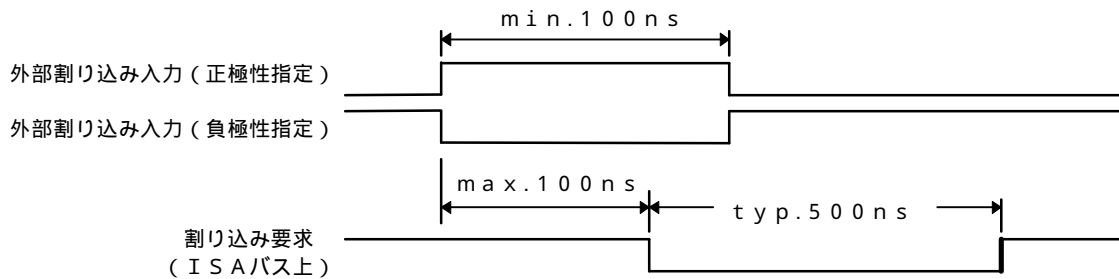 ｍｉｎ．１００ｎｓ
外部割り込み入力（正極性指定）
外部割り込み入力（負極性指定）
ｍａｘ．１００ｎｓ
ｔｙｐ．５００ｎｓ
割り込み要求
（ＩＳＡバス上）